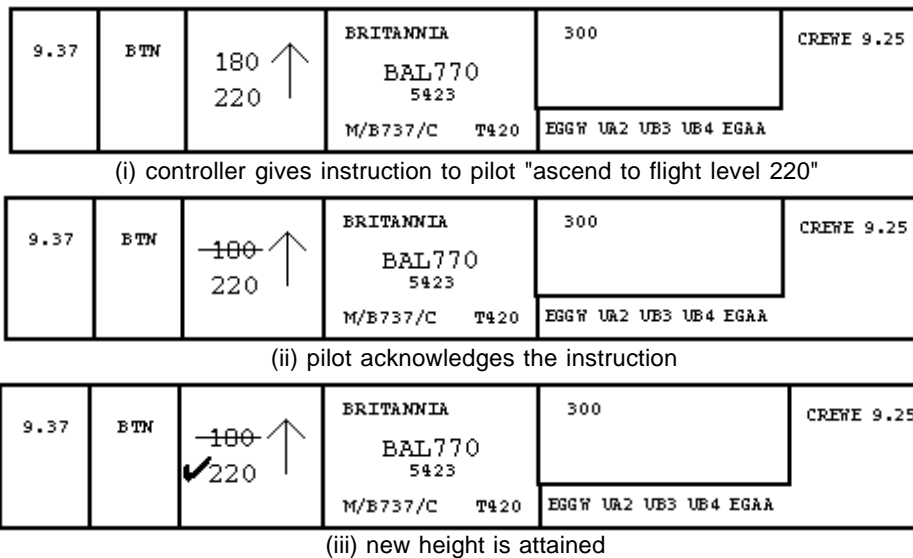 9.37 BTN 180 BRITANNIA 300 CREWE 9.25
220 BAL770
5423
M/B737/C T420 EGGW UA2 UB3 UB4 EGAA
(i) controller gives instruction to pilot "ascend to flight level 220"
9.37 BTN 180 BRITANNIA 300 CREWE 9.25
220 BAL770
5423
M/B737/C T420 EGGW UA2 UB3 UB4 EGAA
(ii) pilot acknowledges the instruction
9.37 BTN 180 BRITANNIA 300 CREWE 9.25
220 BAL770
5423
M/B737/C T420 EGGW UA2 UB3 UB4 EGAA
(iii) new height is attained